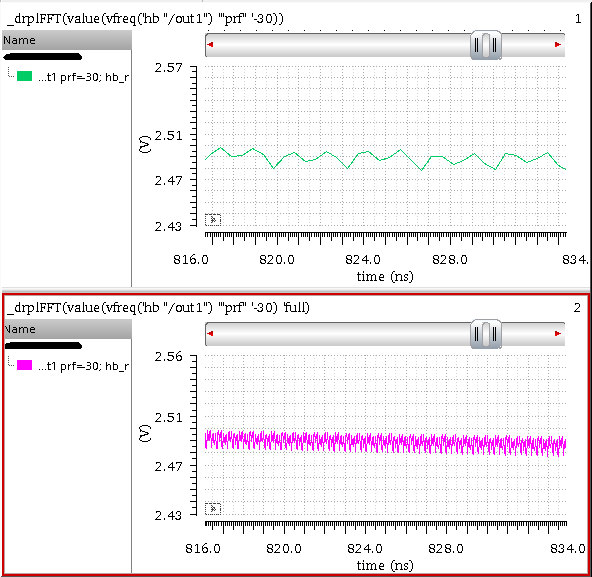 _drplFFT(value(vfreq('hb "/out1") '"prf" '-30))
1
Name
...t1 prf=-30; hb_r
2.57
2.51
2.47
2.43
(V)
816.0 820.0 824.0 828.0 834.
time (ns)
_drplFFT(value(vfreq('hb "/out1") '"prf" '-30) 'full)
2
Name
...t1 prf=-30; hb_r
2.56
2.51
2.47
2.43
(V)
816.0 820.0 824.0 828.0 834.0
time (ns)